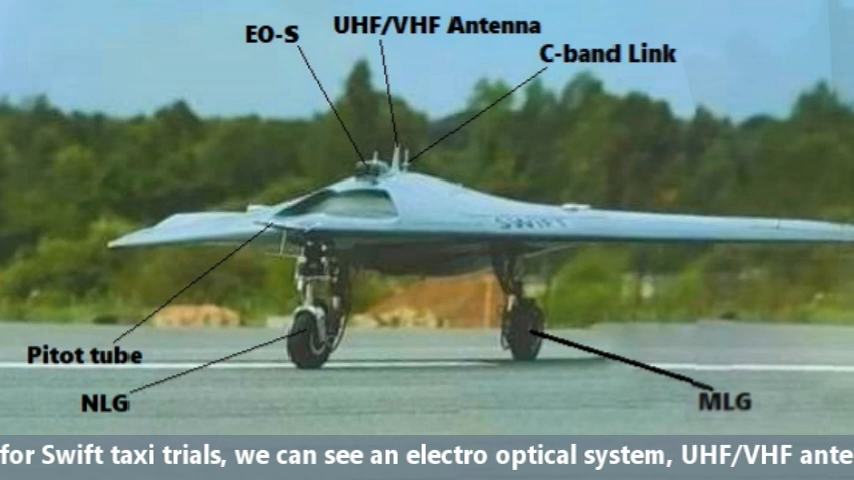 EO-S
UHF/VHF Antenna
C-band Link
SWiFT
Pitot tube
NLG
MLG
for Swift taxi trials, we can see an electro optical system, UHF/VHF ante